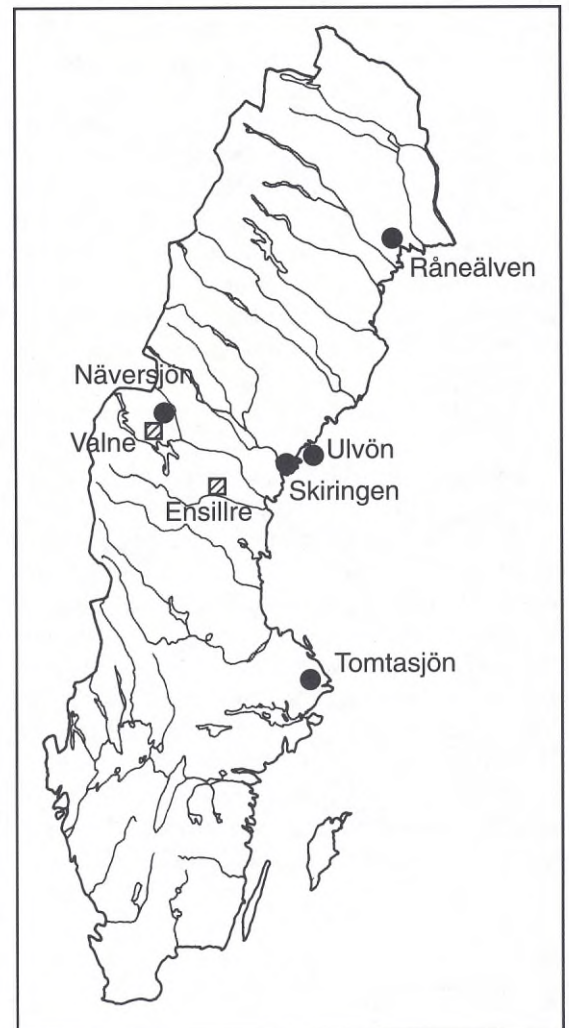 Råneälven
Näversjön
Valne
Ulvön
Skiringen
Ensillre
Tomtasjön